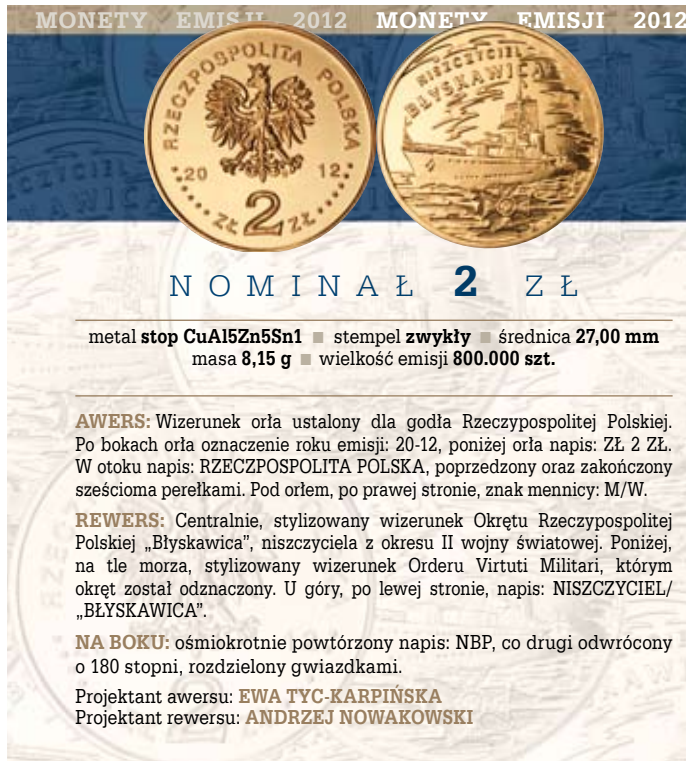 MONETY EMISJI 2012 MONETY EMISJI 2012
RZECZPOSPOLITA POLSKA
20 12
ZŁ 2 ZŁ
NISZCZYCIEL
BŁYSKAWICA
NOMINAŁ 2 ZŁ
metal stop CuAl5Zn5Sn1 ■ stempel zwykły ■ średnica 27,00 mm
masa 8,15 g ■ wielkość emisji 800.000 szt.
AWERS: Wizerunek orła ustalony dla godła Rzeczypospolitej Polskiej.
Po bokach orła oznaczenie roku emisji: 20-12, poniżej orła napis: ZŁ 2 ZŁ.
W otoku napis: RZECZPOSPOLITA POLSKA, poprzedzony oraz zakończony
sześcioma perełkami. Pod orłem, po prawej stronie, znak mennicy: M/W.
REWERS: Centralnie, stylizowany wizerunek Okrętu Rzeczypospolitej
Polskiej „Błyskawica”, niszczyciela z okresu II wojny światowej. Poniżej,
na tle morza, stylizowany wizerunek Orderu Virtuti Militari, którym
okręt został odznaczony. U góry, po lewej stronie, napis: NISZCZYCIEL/
„BŁYSKAWICA”.
NA BOKU: ośmiokrotnie powtórzony napis: NBP, co drugi odwrócony
o 180 stopni, rozdzielony gwiazdkami.
Projektant awersu: EWA TYC-KARPIŃSKA
Projektant rewersu: ANDRZEJ NOWAKOWSKI